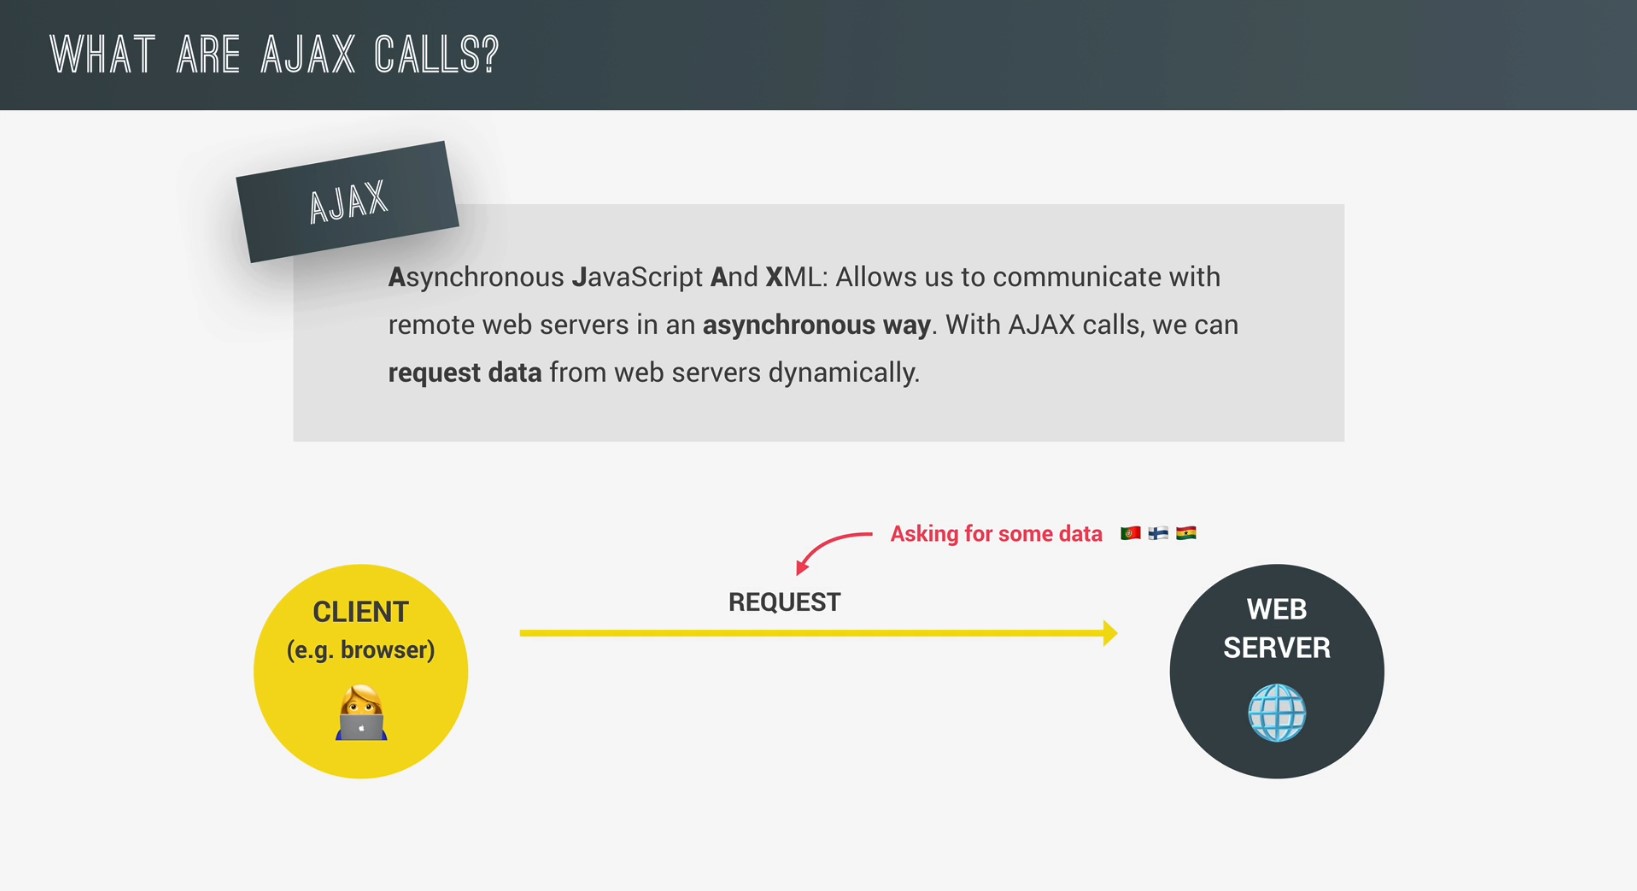 WHAT ARE AJAX CALLS?
AJAX
Asynchronous JavaScript And XML: Allows us to communicate with
remote web servers in an asynchronous way. With AJAX calls, we can
request data from web servers dynamically.
Asking for some data
REQUEST
CLIENT
(e.g. browser)
WEB
SERVER